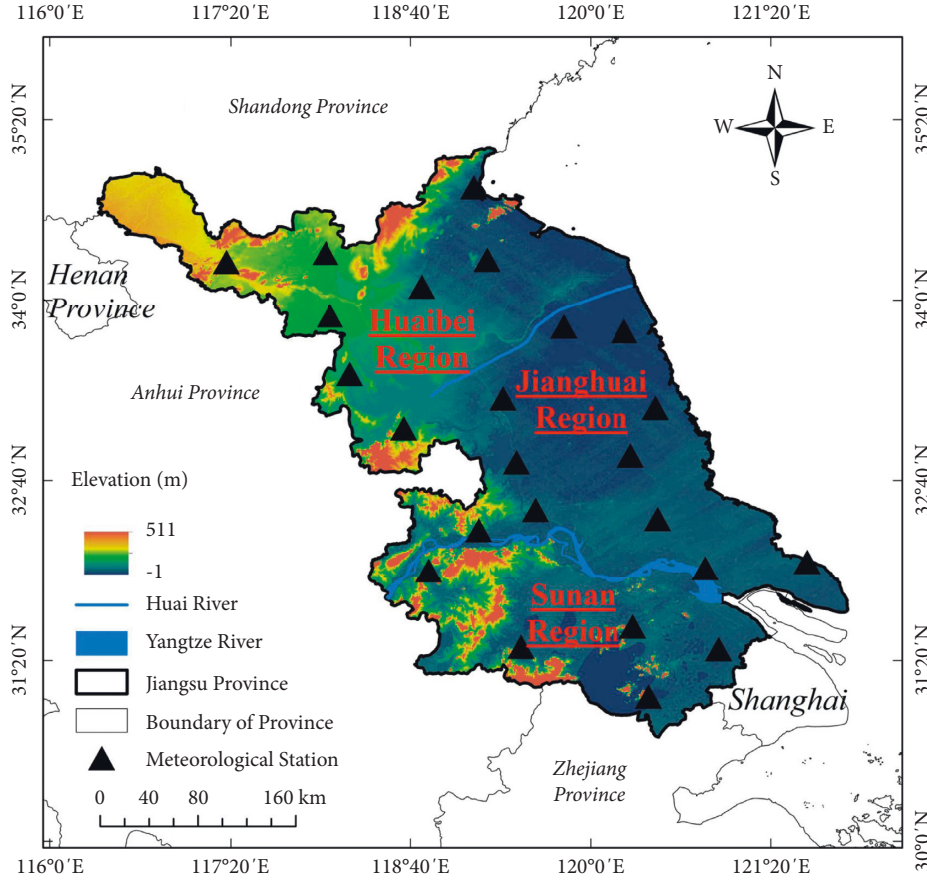 116°0´E 117°20´E 118°40´E 120°0´E 121°20´E
35°20´N
35°20´N
Shandong Province
N
W E
S
Henan
Province
34°0´N
34°0´N
Huaibei
Region
Anhui Province
Jianghuai
Region
32°40´N
32°40´N
Elevation (m)
511
-1
Huai River
Yangtze River
Jiangsu Province
Boundary of Province
Meteorological Station
0 40 80 160 km
Sunan
Region
31°20´N
31°20´N
Shanghai
Zhejiang
Province
30°0´N
30°0´N
116°0´E 117°20´E 118°40´E 120°0´E 121°20´E